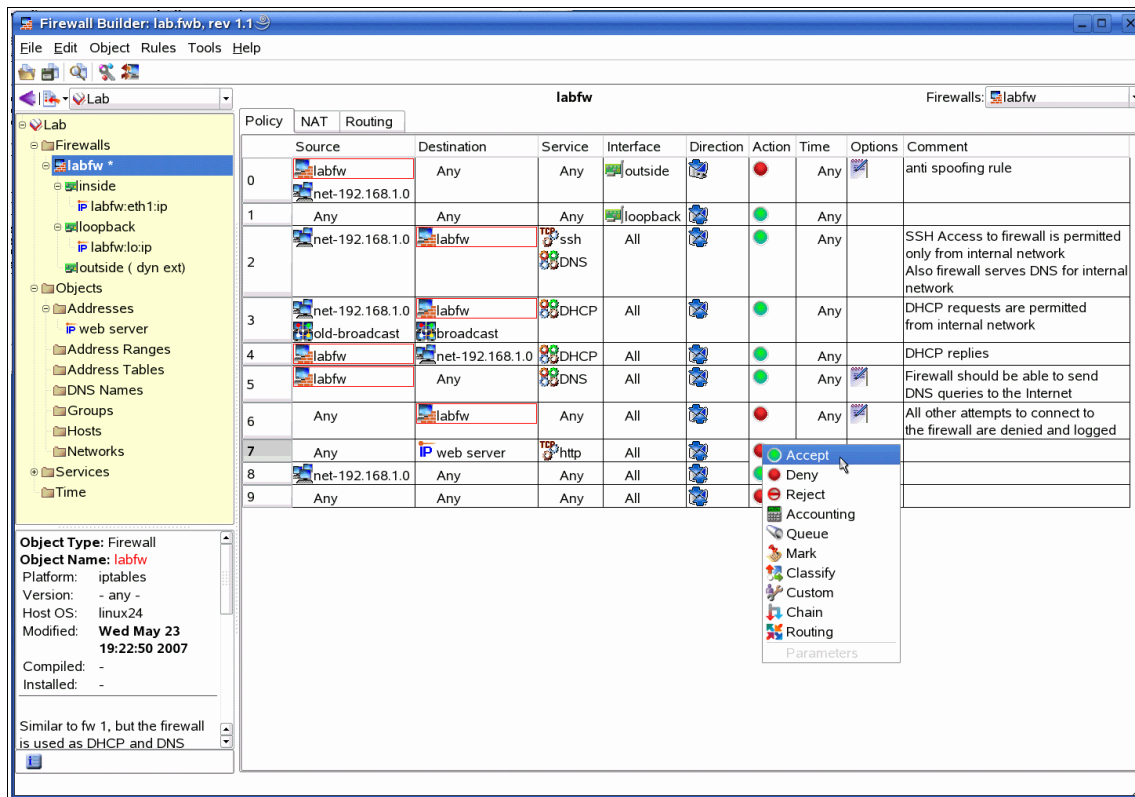 Firewall Builder: lab.fwb, rev 1.1
File Edit Object Rules Tools Help
Lab
labfw
Firewalls: labfw
Lab
Firewalls
labfw *
inside
IP labfw:eth1:ip
loopback
IP labfw:lo:ip
outside ( dyn ext)
Objects
Addresses
IP web server
Address Ranges
Address Tables
DNS Names
Groups
Hosts
Networks
Services
Time
Object Type: Firewall
Object Name: labfw
Platform: iptables
Version: - any -
Host OS: linux24
Modified: Wed May 23
19:22:50 2007
Compiled: -
Installed: -
Similar to fw 1, but the firewall
is used as DHCP and DNS
Policy NAT Routing
Source Destination Service Interface Direction Action Time Options Comment
0 labfw Any Any outside Any anti spoofing rule
net-192.168.1.0
1 Any Any Any loopback Any
2 net-192.168.1.0 labfw TCP ssh All Any SSH Access to firewall is permitted
DNS only from internal network
Also firewall serves DNS for internal
network
3 net-192.168.1.0 labfw DHCP All Any DHCP requests are permitted
old-broadcast broadcast from internal network
4 labfw net-192.168.1.0 DHCP All Any DHCP replies
5 labfw Any DNS All Any Firewall should be able to send
DNS queries to the Internet
6 Any labfw Any All Any All other attempts to connect to
the firewall are denied and logged
7 Any IP web server TCP http All
8 net-192.168.1.0 Any Any All
9 Any Any Any All
Accept
Deny
Reject
Accounting
Queue
Mark
Classify
Custom
Chain
Routing
Parameters